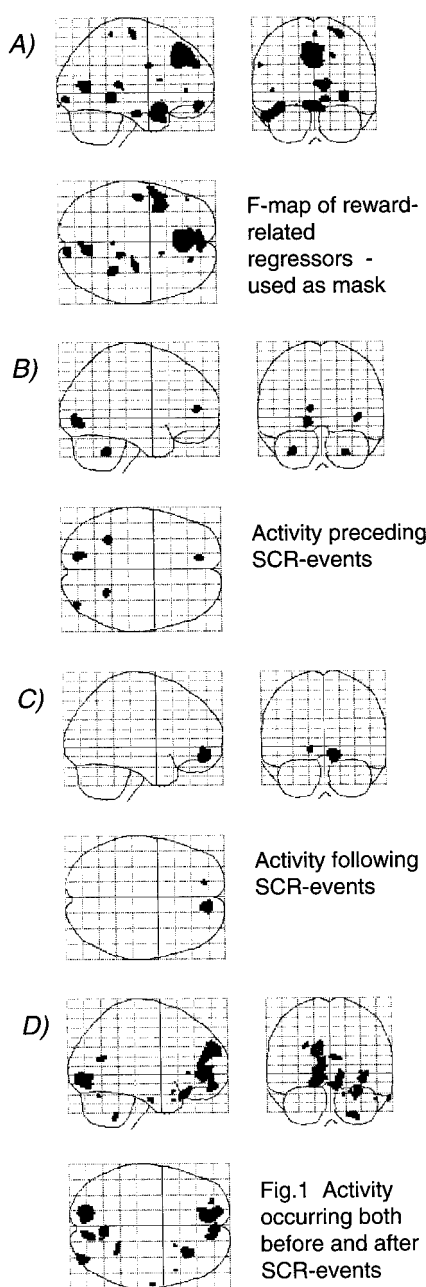 A)
F-map of reward-
related
regressors -
used as mask
B)
Activity preceding
SCR-events
C)
Activity following
SCR-events
D)
Fig.1 Activity
occurring both
before and after
SCR-events